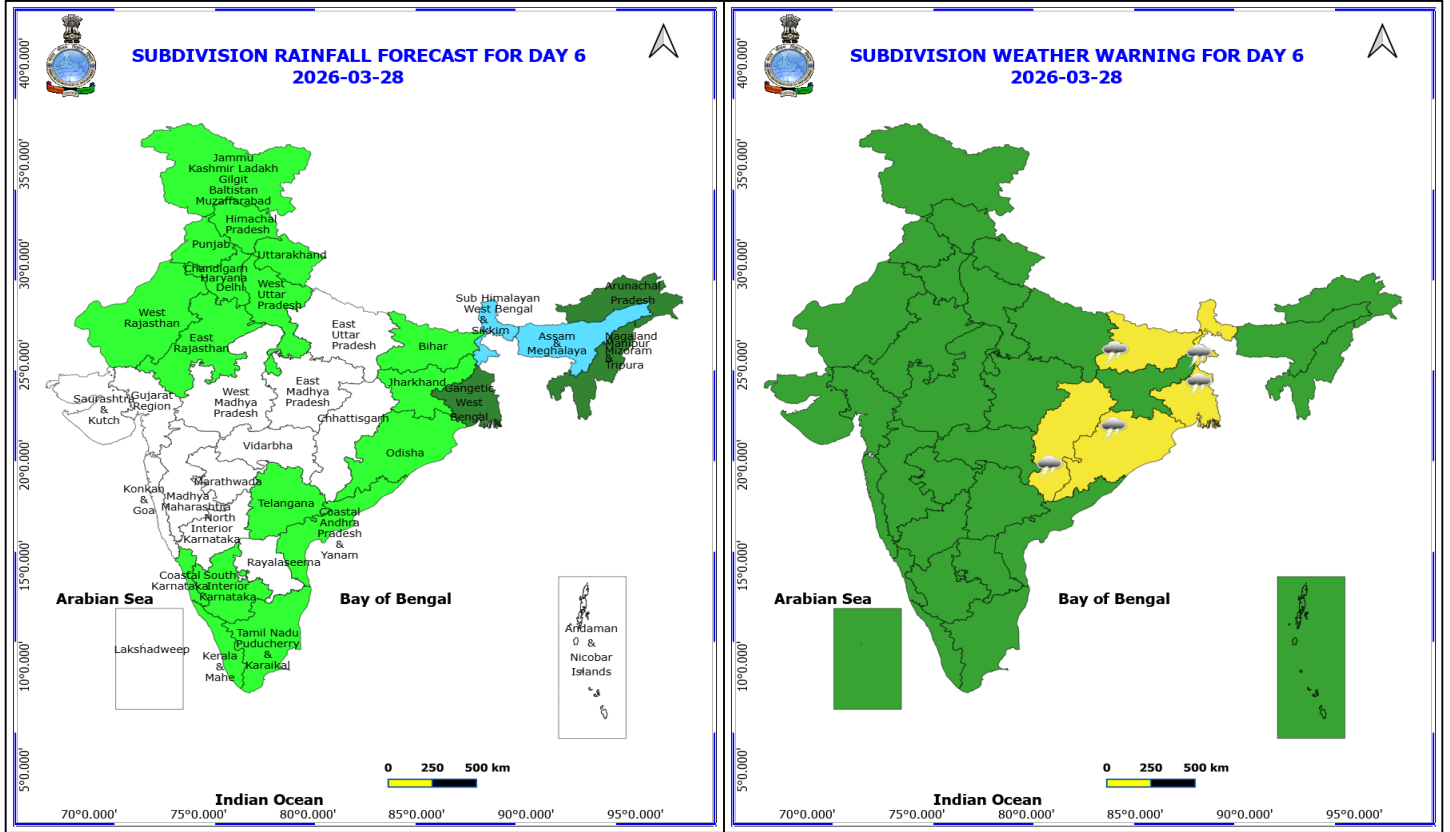 SUBDIVISION RAINFALL FORECAST FOR DAY 6
2026-03-28
40°0.000'
35°0.000'
30°0.000'
25°0.000'
20°0.000'
15°0.000'
10°0.000'
5°0.000'
Jammu
Kashmir Ladakh
Gilgit
Baltistan
Muzaffarabad
Himachal
Pradesh
Punjab
Uttarakhand
Chandigarh
Haryana
Delhi
West
Uttar
Pradesh
West
Rajasthan
East
Rajasthan
East
Uttar
Pradesh
Bihar
Sub Himalayan
West Bengal
&
Sikkim
Arunachal
Pradesh
Assam
&
Meghalaya
Nagaland
Manipur
Mizoram
&
Tripura
Jharkhand
Gangetic
West
Bengal
Saurashtra
&
Kutch
Gujarat
Region
West
Madhya
Pradesh
East
Madhya
Pradesh
Chhattisgarh
Vidarbha
Odisha
Konkan
&
Goa
Madhya
Maharashtra
Marathwada
Telangana
North
Interior
Karnataka
Coastal
Andhra
Pradesh
&
Yanam
Rayalaseema
Coastal
Karnataka
South
Interior
Karnataka
Arabian Sea
Bay of Bengal
Lakshadweep
Kerala
&
Mahe
Tamil Nadu
Puducherry
&
Karaikal
Andaman
&
Nicobar
Islands
0 250 500 km
Indian Ocean
70°0.000' 75°0.000' 80°0.000' 85°0.000' 90°0.000' 95°0.000'
SUBDIVISION WEATHER WARNING FOR DAY 6
2026-03-28
40°0.000'
35°0.000'
30°0.000'
25°0.000'
20°0.000'
15°0.000'
10°0.000'
5°0.000'
Arabian Sea
Bay of Bengal
0 250 500 km
Indian Ocean
70°0.000' 75°0.000' 80°0.000' 85°0.000' 90°0.000' 95°0.000'